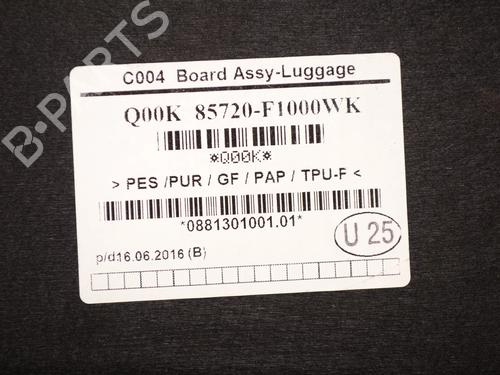 C004 Board Assy-Luggage
Q00K 85720-F1000WK
*Q00K*
> PES /PUR / GF / PAP / TPU-F <
*0881301001.01*
U 25
p/d16.06.2016 (B)
B-PARTS